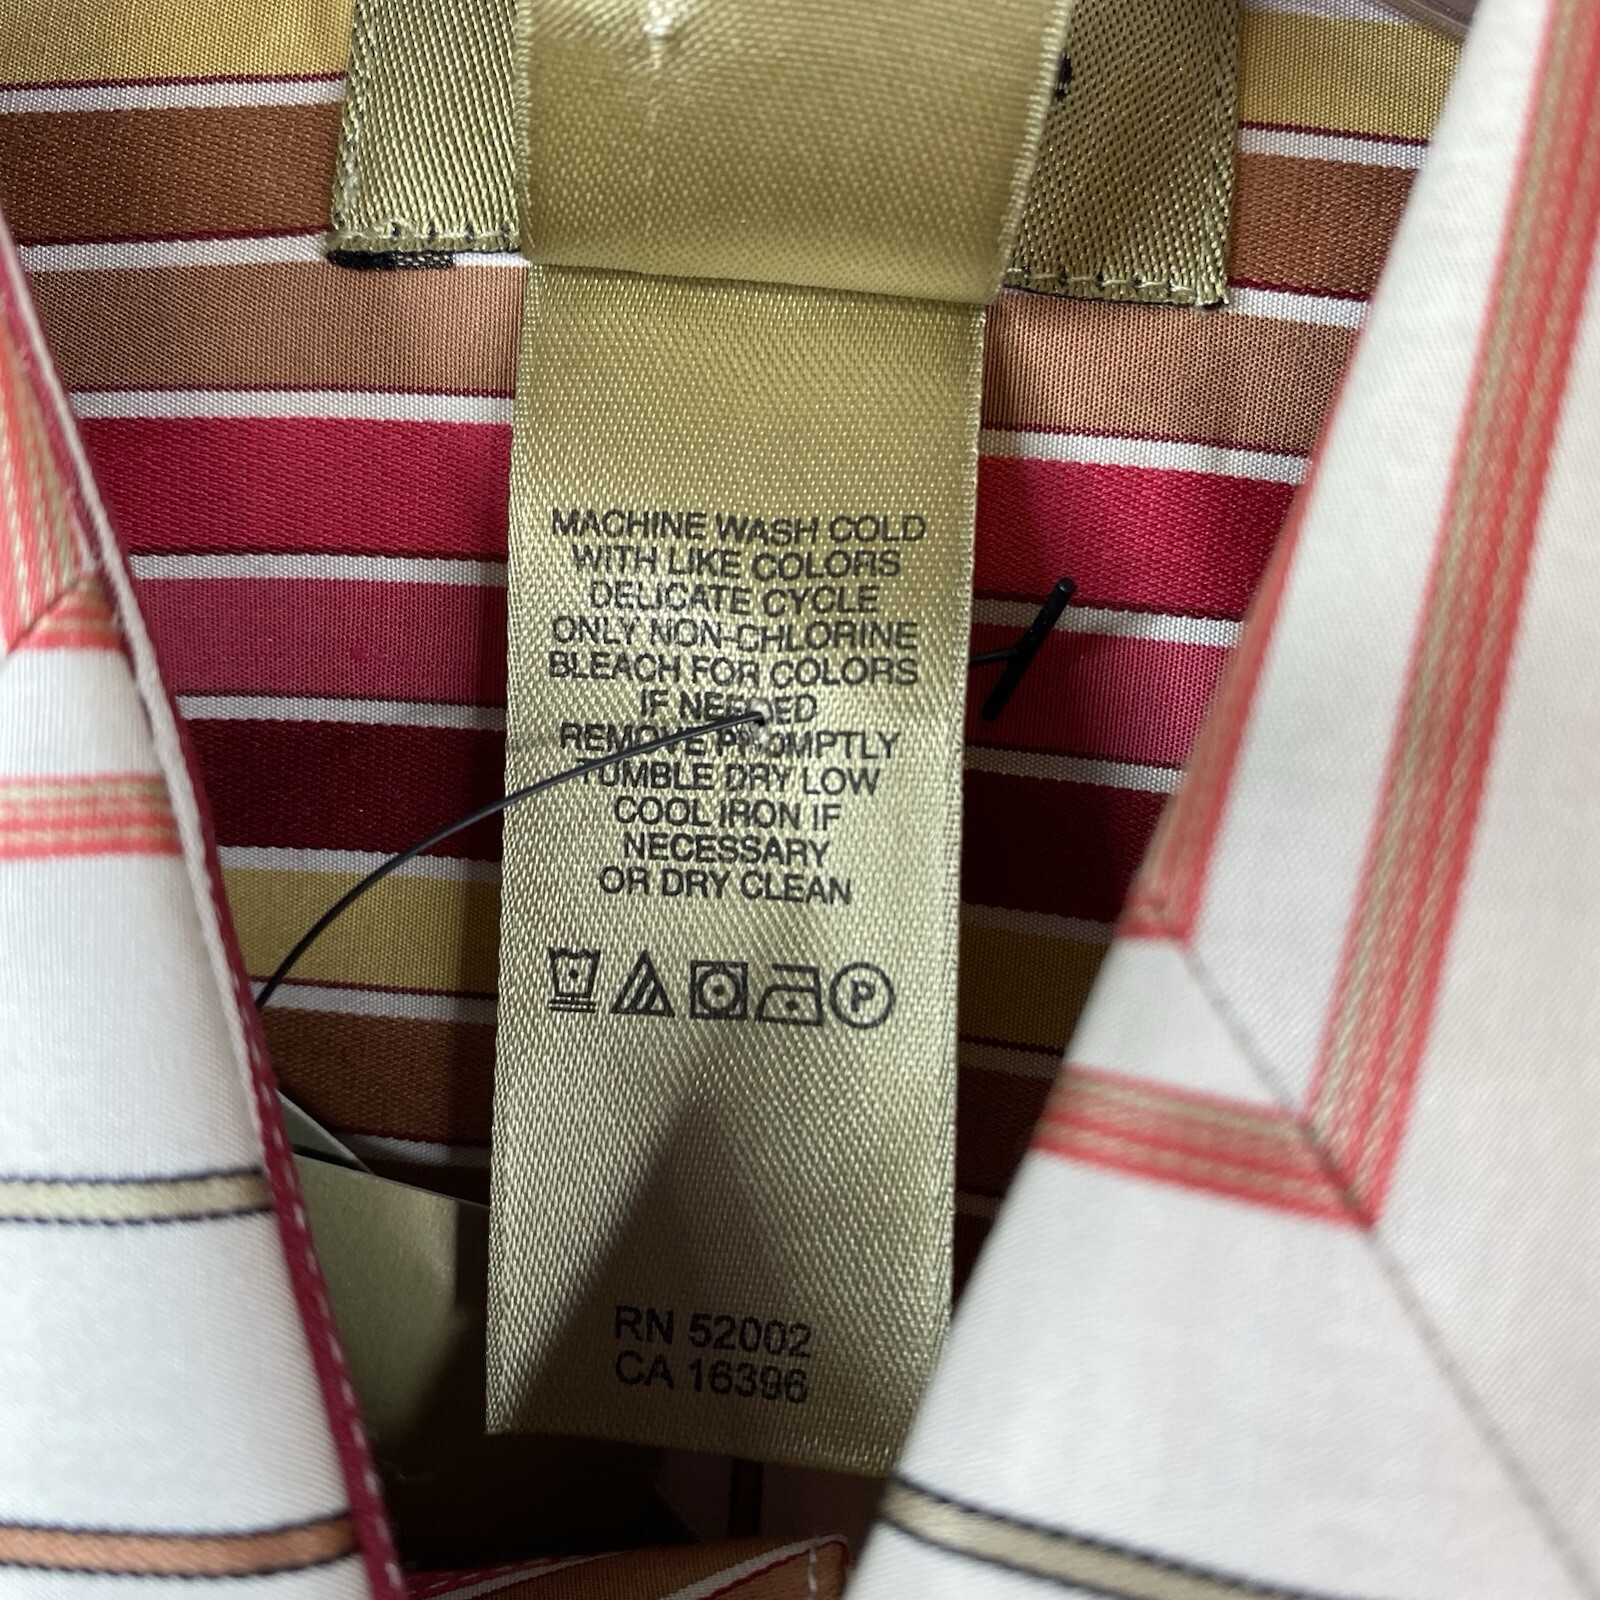 MACHINE WASH COLD
WITH LIKE COLORS
DELICATE CYCLE
ONLY NON-CHLORINE
BLEACH FOR COLORS
IF NEEDED
REMOVE PROMPTLY
TUMBLE DRY LOW
COOL IRON IF
NECESSARY
OR DRY CLEAN
P
RN 52002
CA 16396